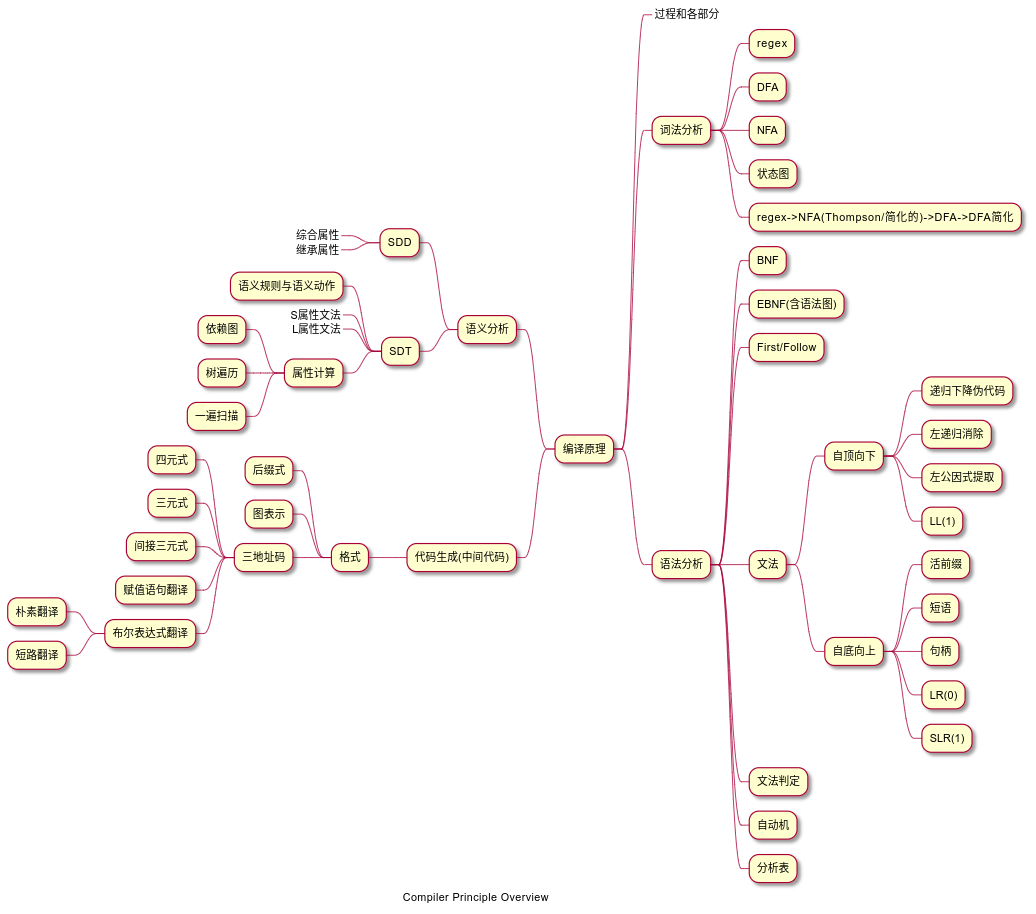 过程和各部分
regex
DFA
词法分析
NFA
状态图
regex->NFA(Thompson/简化的)->DFA->DFA简化
综合属性
继承属性
SDD
语义规则与语义动作
S属性文法
L属性文法
依赖图
树遍历
一遍扫描
属性计算
SDT
语义分析
四元式
三元式
间接三元式
赋值语句翻译
朴素翻译
短路翻译
布尔表达式翻译
后缀式
图表示
三地址码
格式
代码生成(中间代码)
编译原理
BNF
EBNF(含语法图)
First/Follow
语法分析
文法
自顶向下
递归下降伪代码
左递归消除
左公因式提取
LL(1)
自底向上
活前缀
短语
句柄
LR(0)
SLR(1)
文法判定
自动机
分析表
Compiler Principle Overview